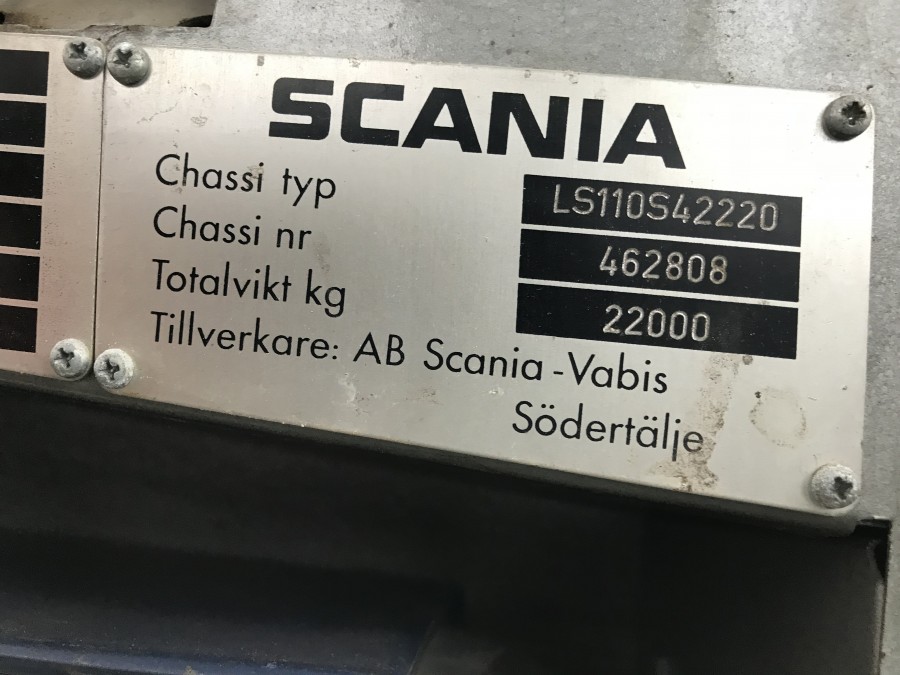 SCANIA
Chassi typ LS110S42220
Chassi nr 462808
Totalvikt kg 22000
Tillverkare: AB Scania-Vabis
Södertälje